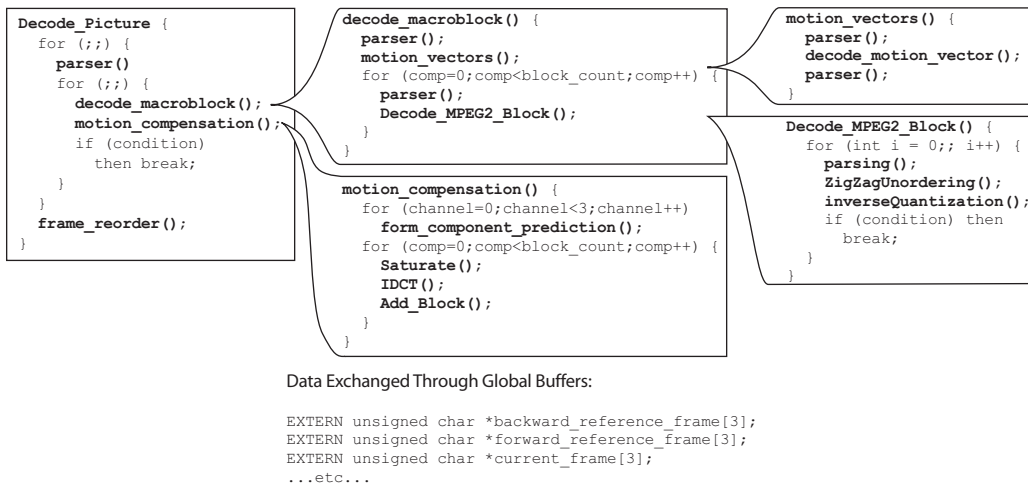 Decode_Picture {
for (;;) {
parser()
for (;;) {
decode_macroblock();
motion_compensation();
if (condition)
then break;
}
}
frame_reorder();
}
decode_macroblock() {
parser();
motion_vectors();
for (comp=0;comp<block_count;comp++) {
parser();
Decode_MPEG2_Block();
}
}
motion_compensation() {
for (channel=0;channel<3;channel++)
form_component_prediction();
for (comp=0;comp<block_count;comp++) {
Saturate();
IDCT();
Add_Block();
}
}
motion_vectors() {
parser();
decode_motion_vector();
parser();
}
Decode_MPEG2_Block() {
for (int i = 0;; i++) {
parsing();
ZigZagUnordering();
inverseQuantization();
if (condition) then
break;
}
}
Data Exchanged Through Global Buffers:
EXTERN unsigned char *backward_reference_frame[3];
EXTERN unsigned char *forward_reference_frame[3];
EXTERN unsigned char *current_frame[3];
...etc...